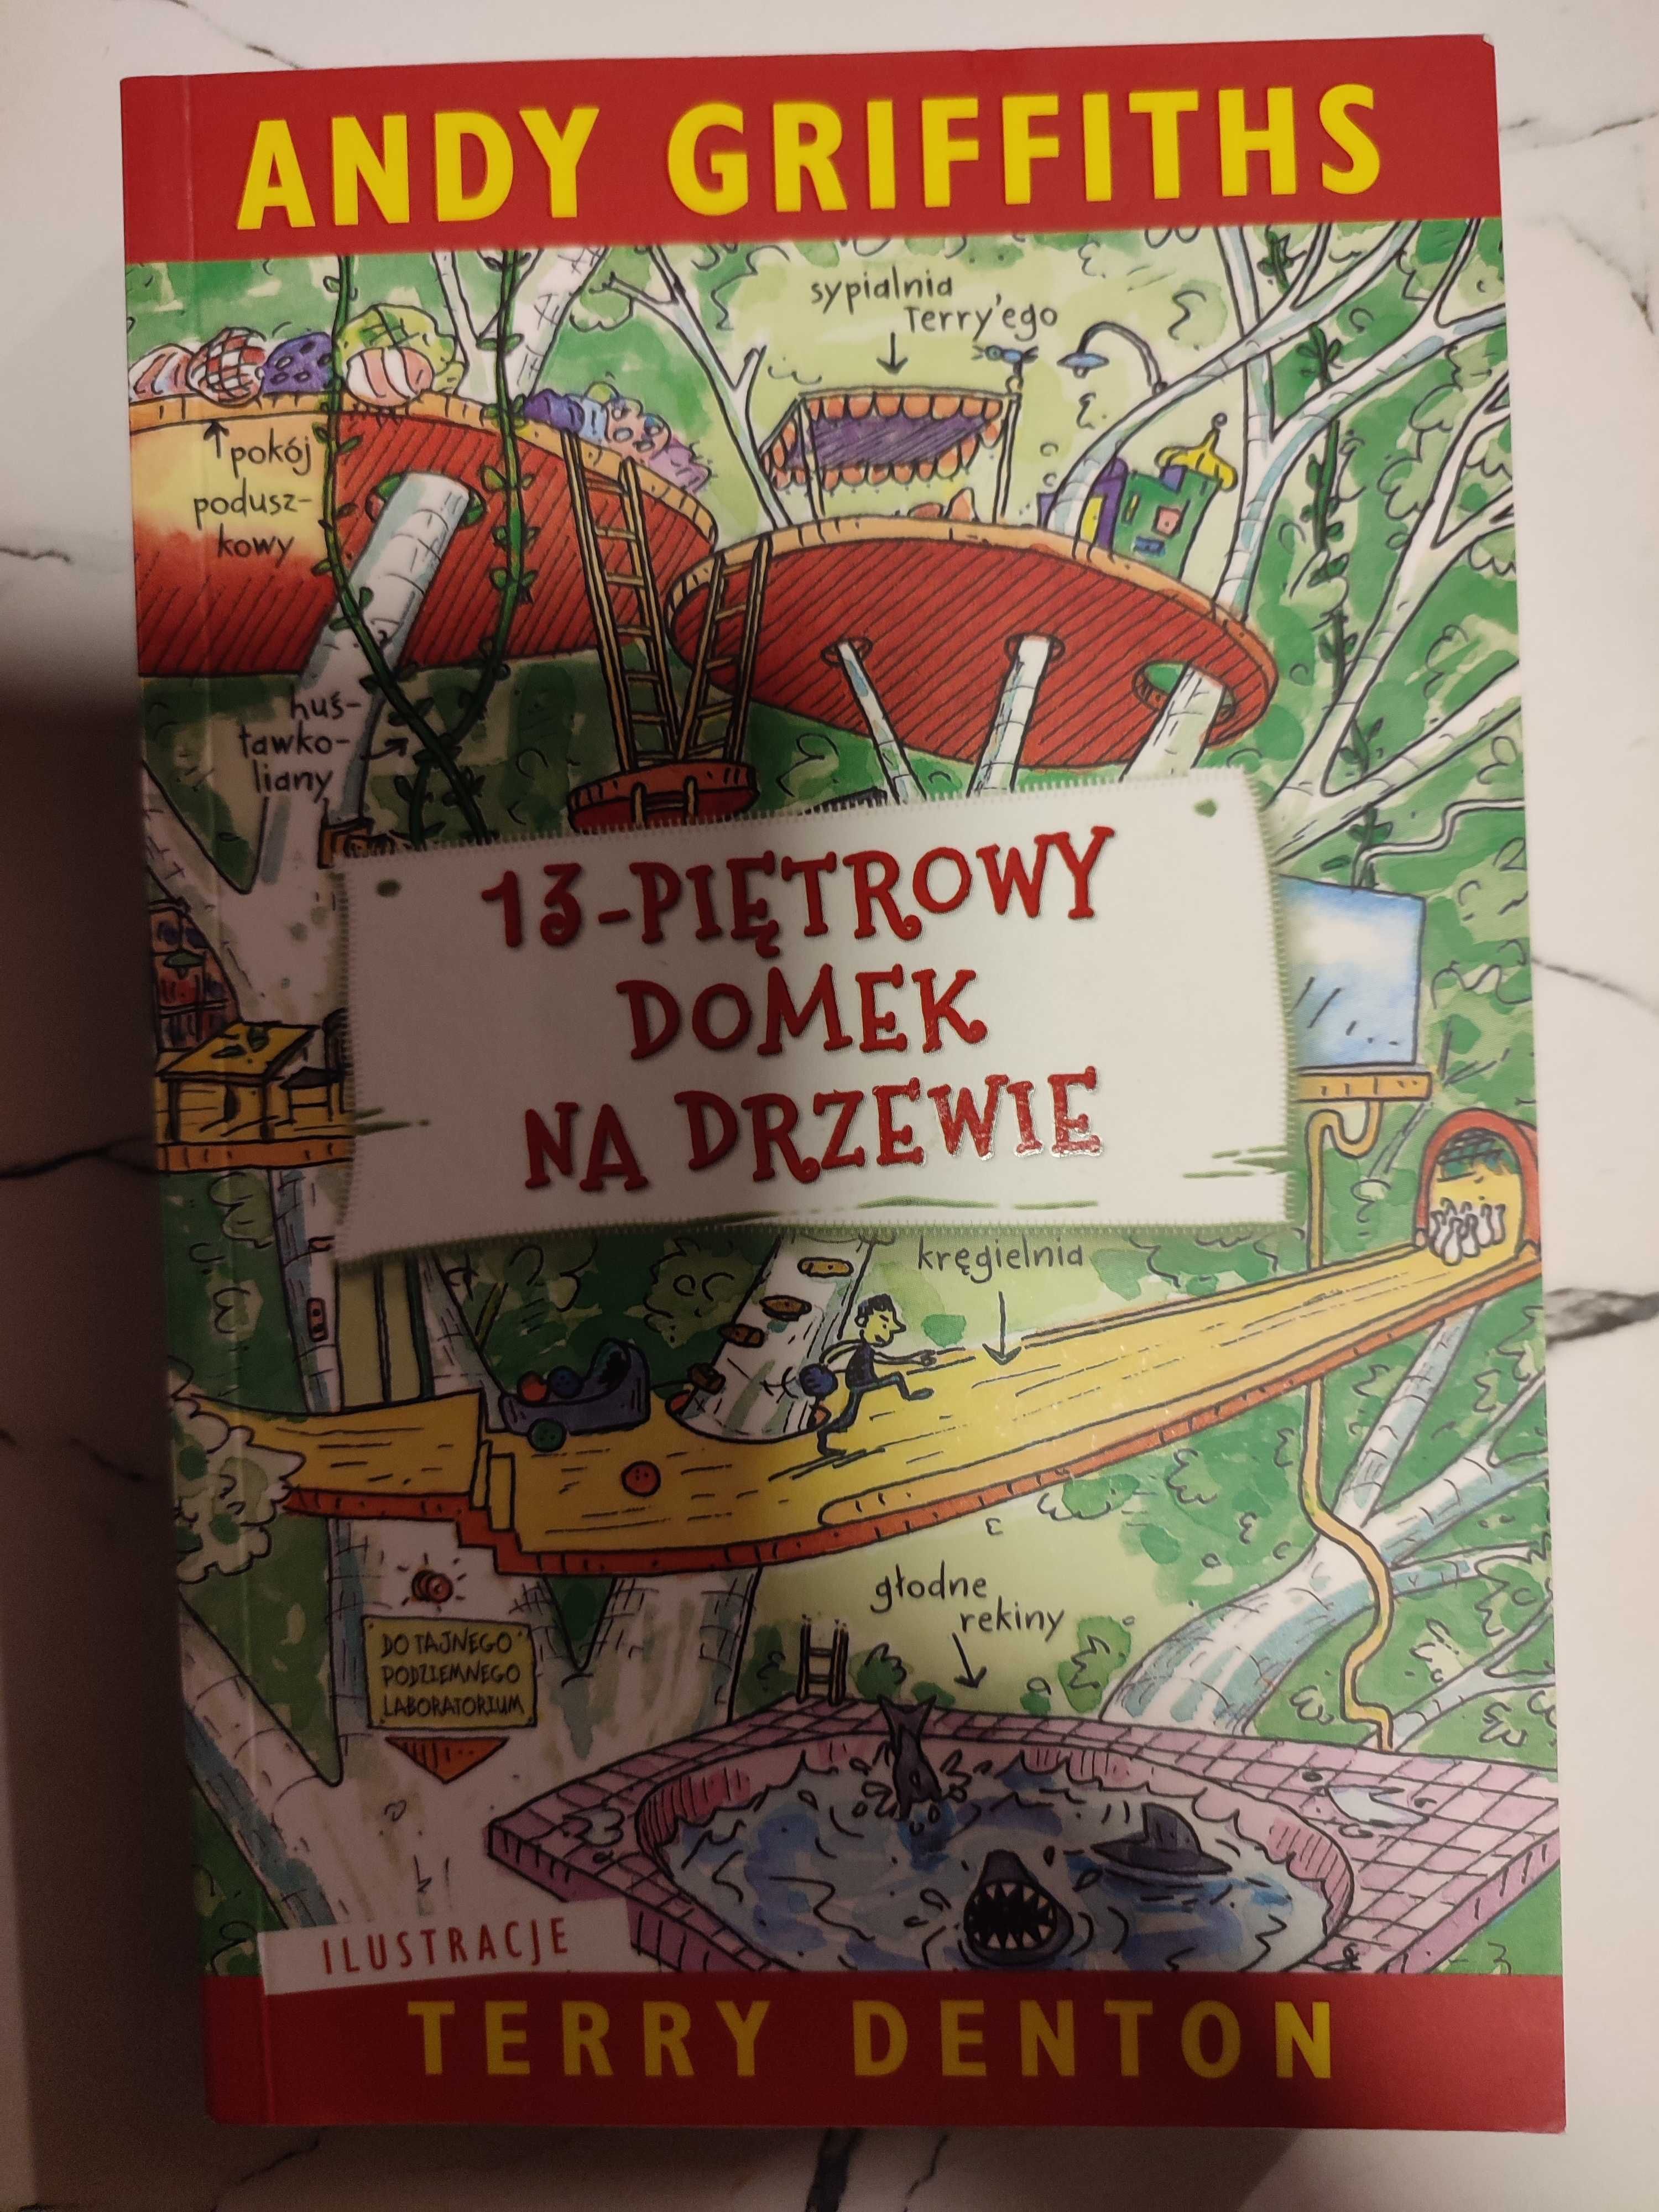 ANDY GRIFFITHS
sypialnia
Terry'ego
pokój
podusz-
kowy
huś-
tawko-
liany
13-PIĘTROWY
DOMEK
NA DRZEWIE
kręgielnia
głodne
rekiny
DO TAJNEGO
PODZIEMNEGO
LABORATORIUM
ILUSTRACJE
TERRY DENTON